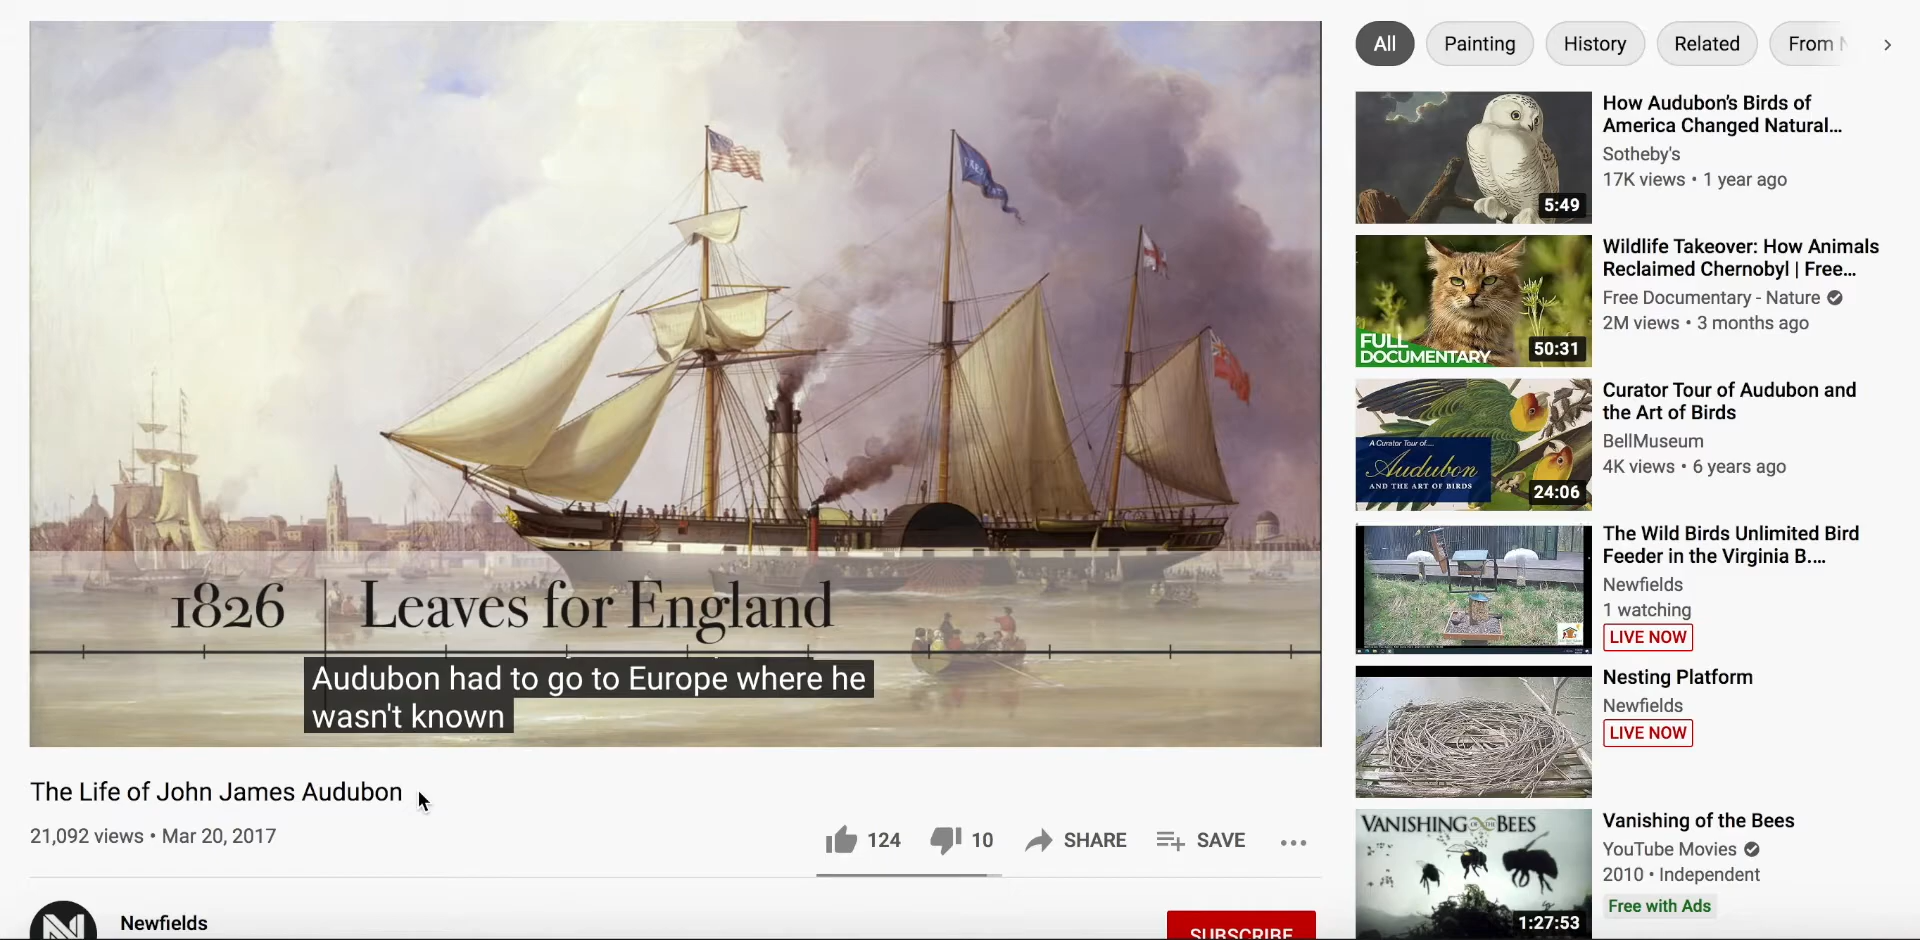 1826 Leaves for England
Audubon had to go to Europe where he
wasn't known
The Life of John James Audubon
21,092 views • Mar 20, 2017
124 10 SHARE SAVE
Newfields
SUBSCRIBE
All Painting History Related From
How Audubon's Birds of
America Changed Natural...
Sotheby's
17K views • 1 year ago
5:49
Wildlife Takeover: How Animals
Reclaimed Chernobyl | Free...
Free Documentary - Nature
2M views • 3 months ago
FULL
DOCUMENTARY
50:31
Curator Tour of Audubon and
the Art of Birds
BellMuseum
4K views • 6 years ago
A Curator Tour of....
Audubon
AND THE ART OF BIRDS
24:06
The Wild Birds Unlimited Bird
Feeder in the Virginia B....
Newfields
1 watching
LIVE NOW
Nesting Platform
Newfields
LIVE NOW
VANISHING OF THE BEES
1:27:53
Vanishing of the Bees
YouTube Movies
2010 • Independent
Free with Ads